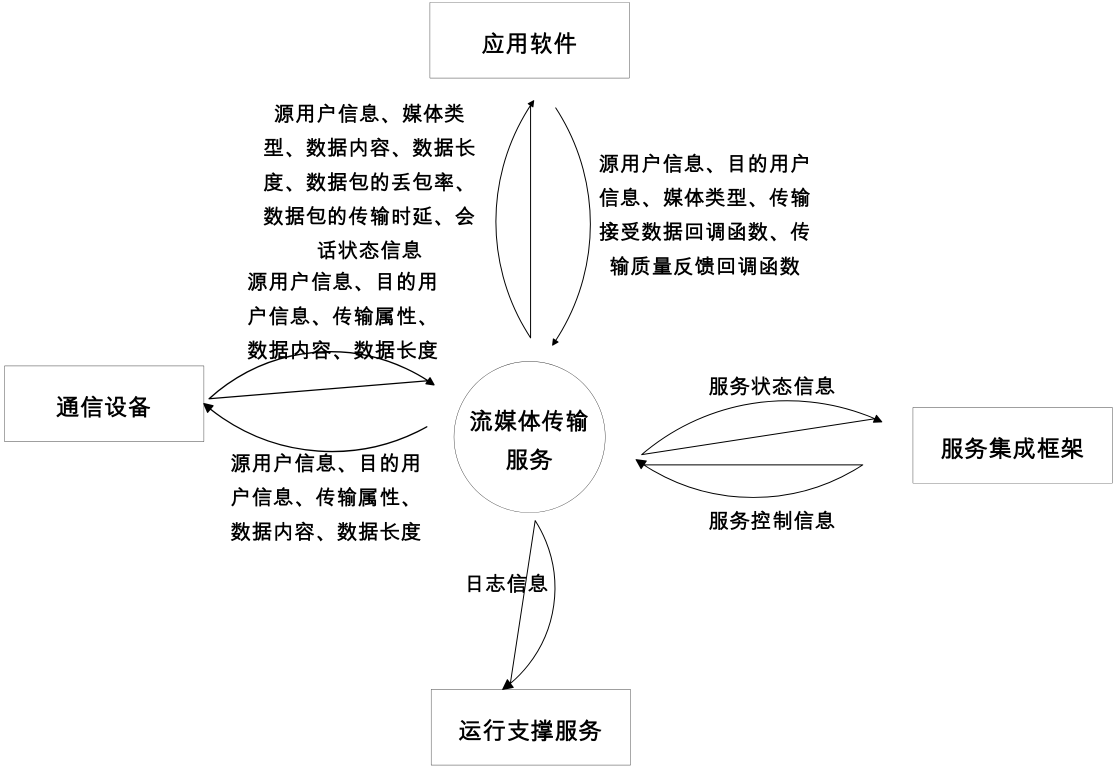 应用软件
源用户信息、媒体类
型、数据内容、数据长
度、数据包的丢包率、
数据包的传输时延、会
话状态信息
源用户信息、目的用户
信息、媒体类型、传输
接受数据回调函数、传
输质量反馈回调函数
源用户信息、目的用
户信息、传输属性、
数据内容、数据长度
通信设备
源用户信息、目的用
户信息、传输属性、
数据内容、数据长度
流媒体传输
服务
服务状态信息
服务集成框架
服务控制信息
日志信息
运行支撑服务